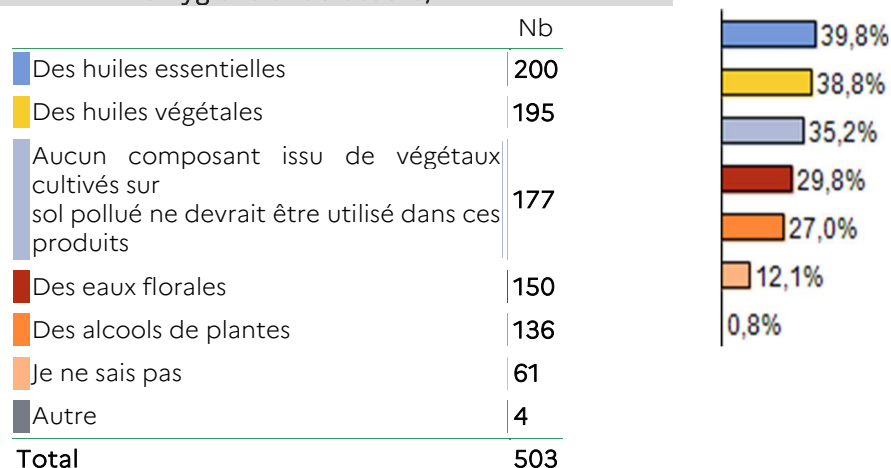 Nb
Des huiles essentielles 200
Des huiles végétales 195
Aucun composant issu de végétaux
cultivés sur
sol pollué ne devrait être utilisé dans ces
produits
177
Des eaux florales 150
Des alcools de plantes 136
Je ne sais pas 61
Autre 4
Total 503
39,8%
38,8%
35,2%
29,8%
27,0%
12,1%
0,8%